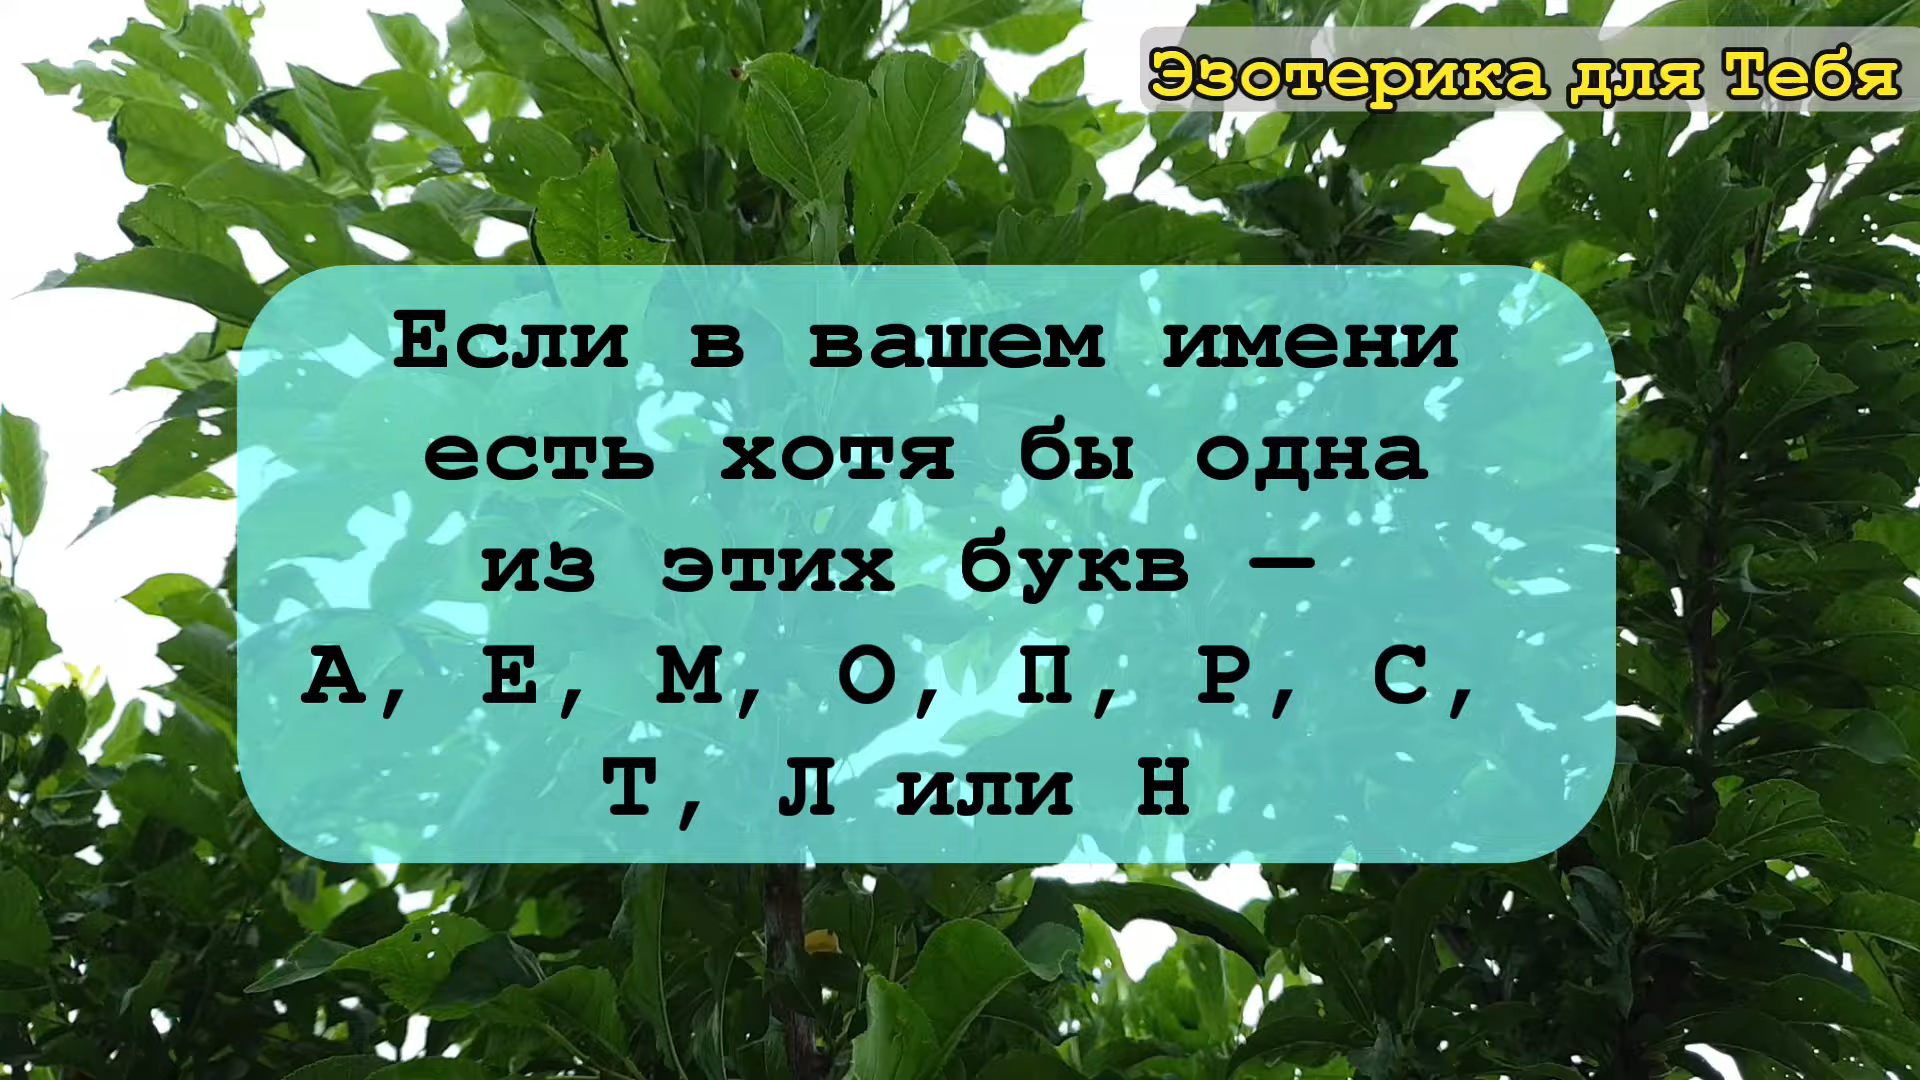 Эзотерика для Тебя
Если в вашем имени
есть хотя бы одна
из этих букв —
А, Е, М, О, П, Р, С,
Т, Л или Н